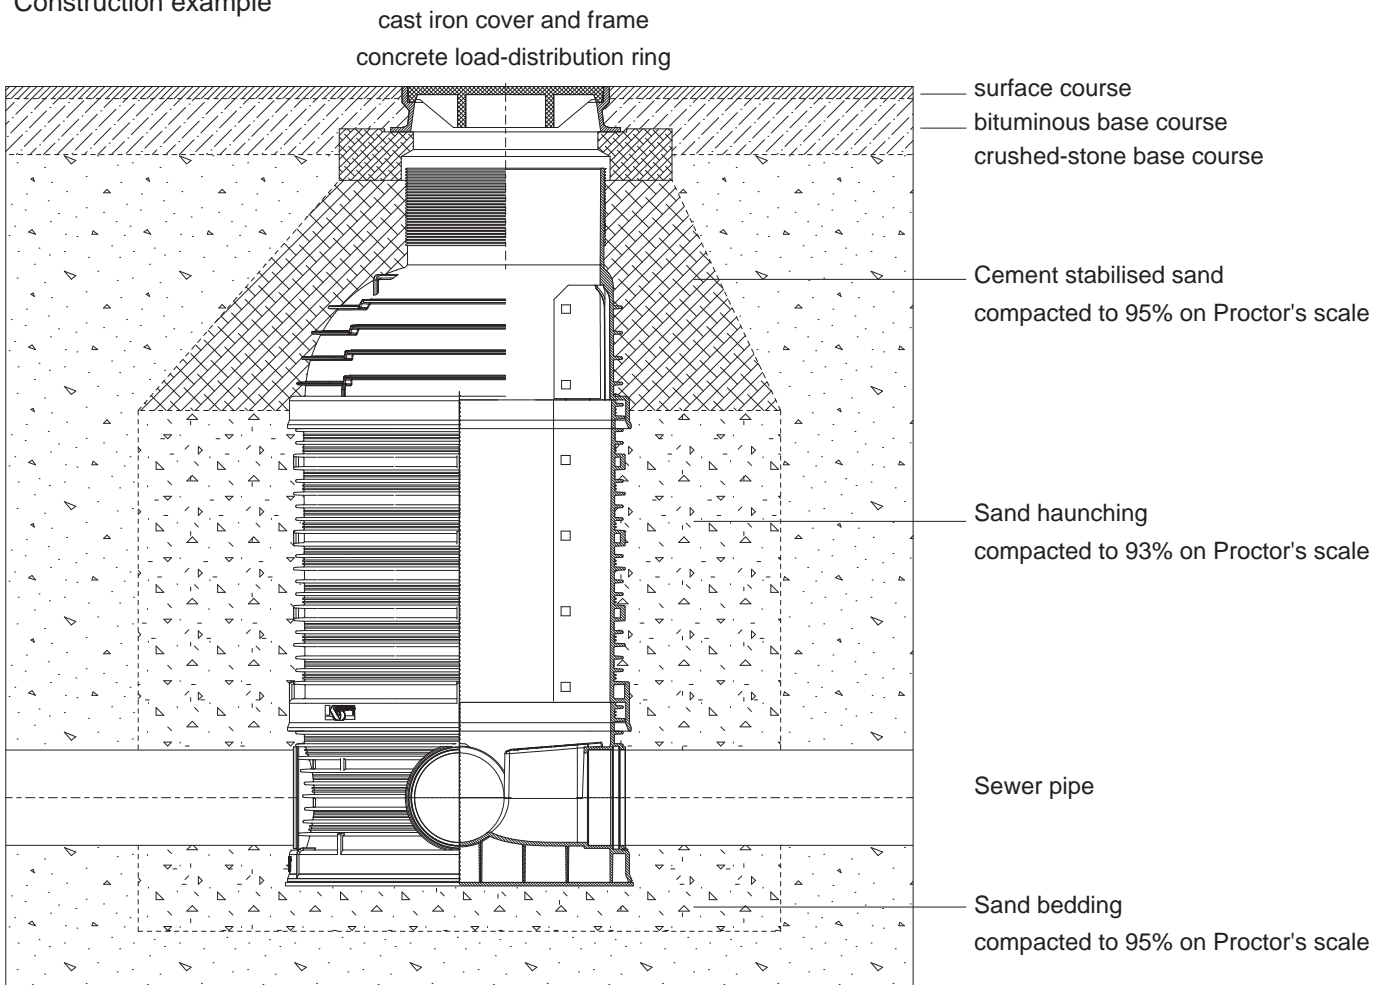 Construction example
cast iron cover and frame
concrete load-distribution ring
surface course
bituminous base course
crushed-stone base course
Cement stabilised sand
compacted to 95% on Proctor's scale
Sand haunching
compacted to 93% on Proctor's scale
Sewer pipe
Sand bedding
compacted to 95% on Proctor's scale